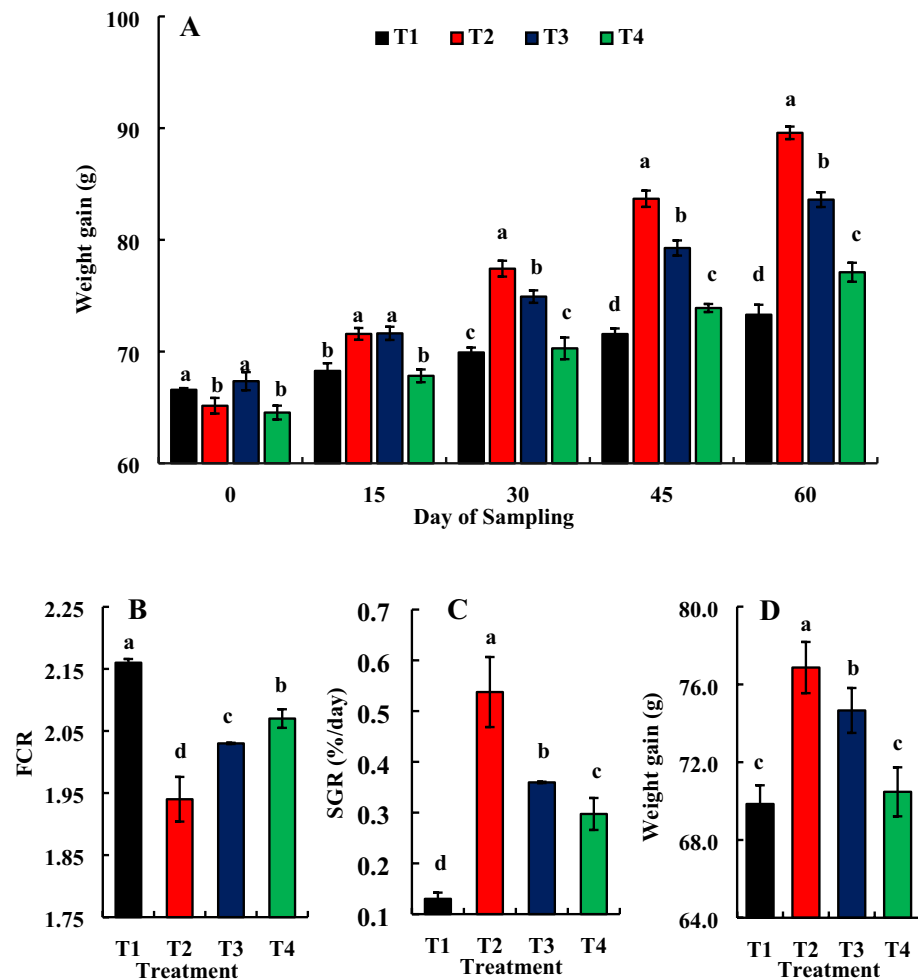 A
T1 T2 T3 T4
Weight gain (g)
100
90
80
70
60
a b a b
b a a b
c a b c
d a b c
d a b c
0 15 30 45 60
Day of Sampling
B
FCR
2.25
2.15
2.05
1.95
1.85
1.75
a d c b
T1 T2 T3 T4
Treatment
C
SGR (%/day)
0.7
0.6
0.5
0.4
0.3
0.2
0.1
d a b c
T1 T2 T3 T4
Treatment
D
Weight gain (g)
80.0
76.0
72.0
68.0
64.0
c a b c
T1 T2 T3 T4
Treatment